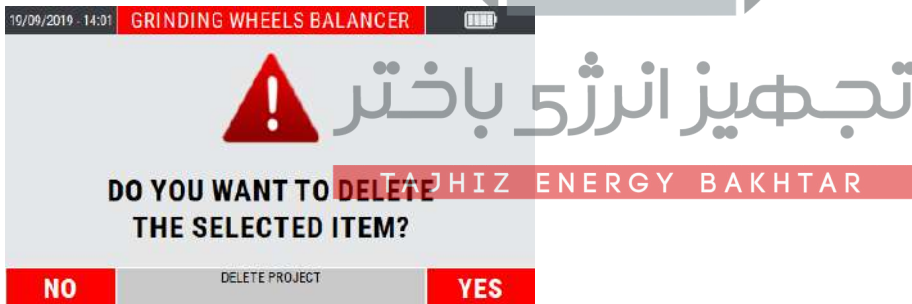 19/09/2019 - 14:01 GRINDING WHEELS BALANCER
تجهیز انرژی باختر
DO YOU WANT TO DELETE
TAJHIZ ENERGY BAKHTAR
THE SELECTED ITEM?
NO DELETE PROJECT YES